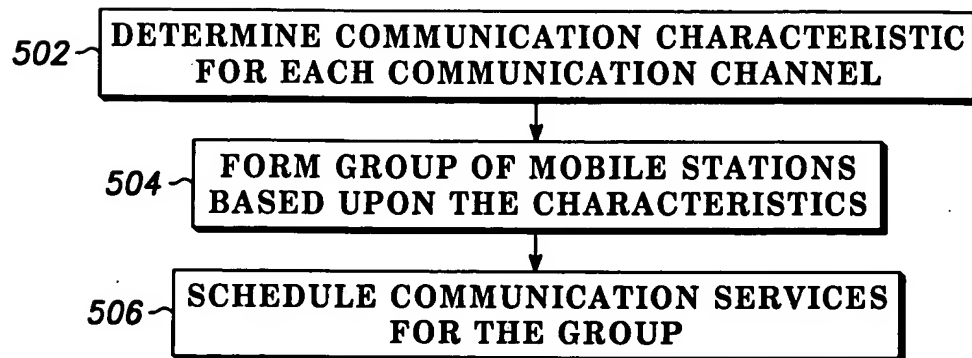 502
DETERMINE COMMUNICATION CHARACTERISTIC
FOR EACH COMMUNICATION CHANNEL
504
FORM GROUP OF MOBILE STATIONS
BASED UPON THE CHARACTERISTICS
506
SCHEDULE COMMUNICATION SERVICES
FOR THE GROUP